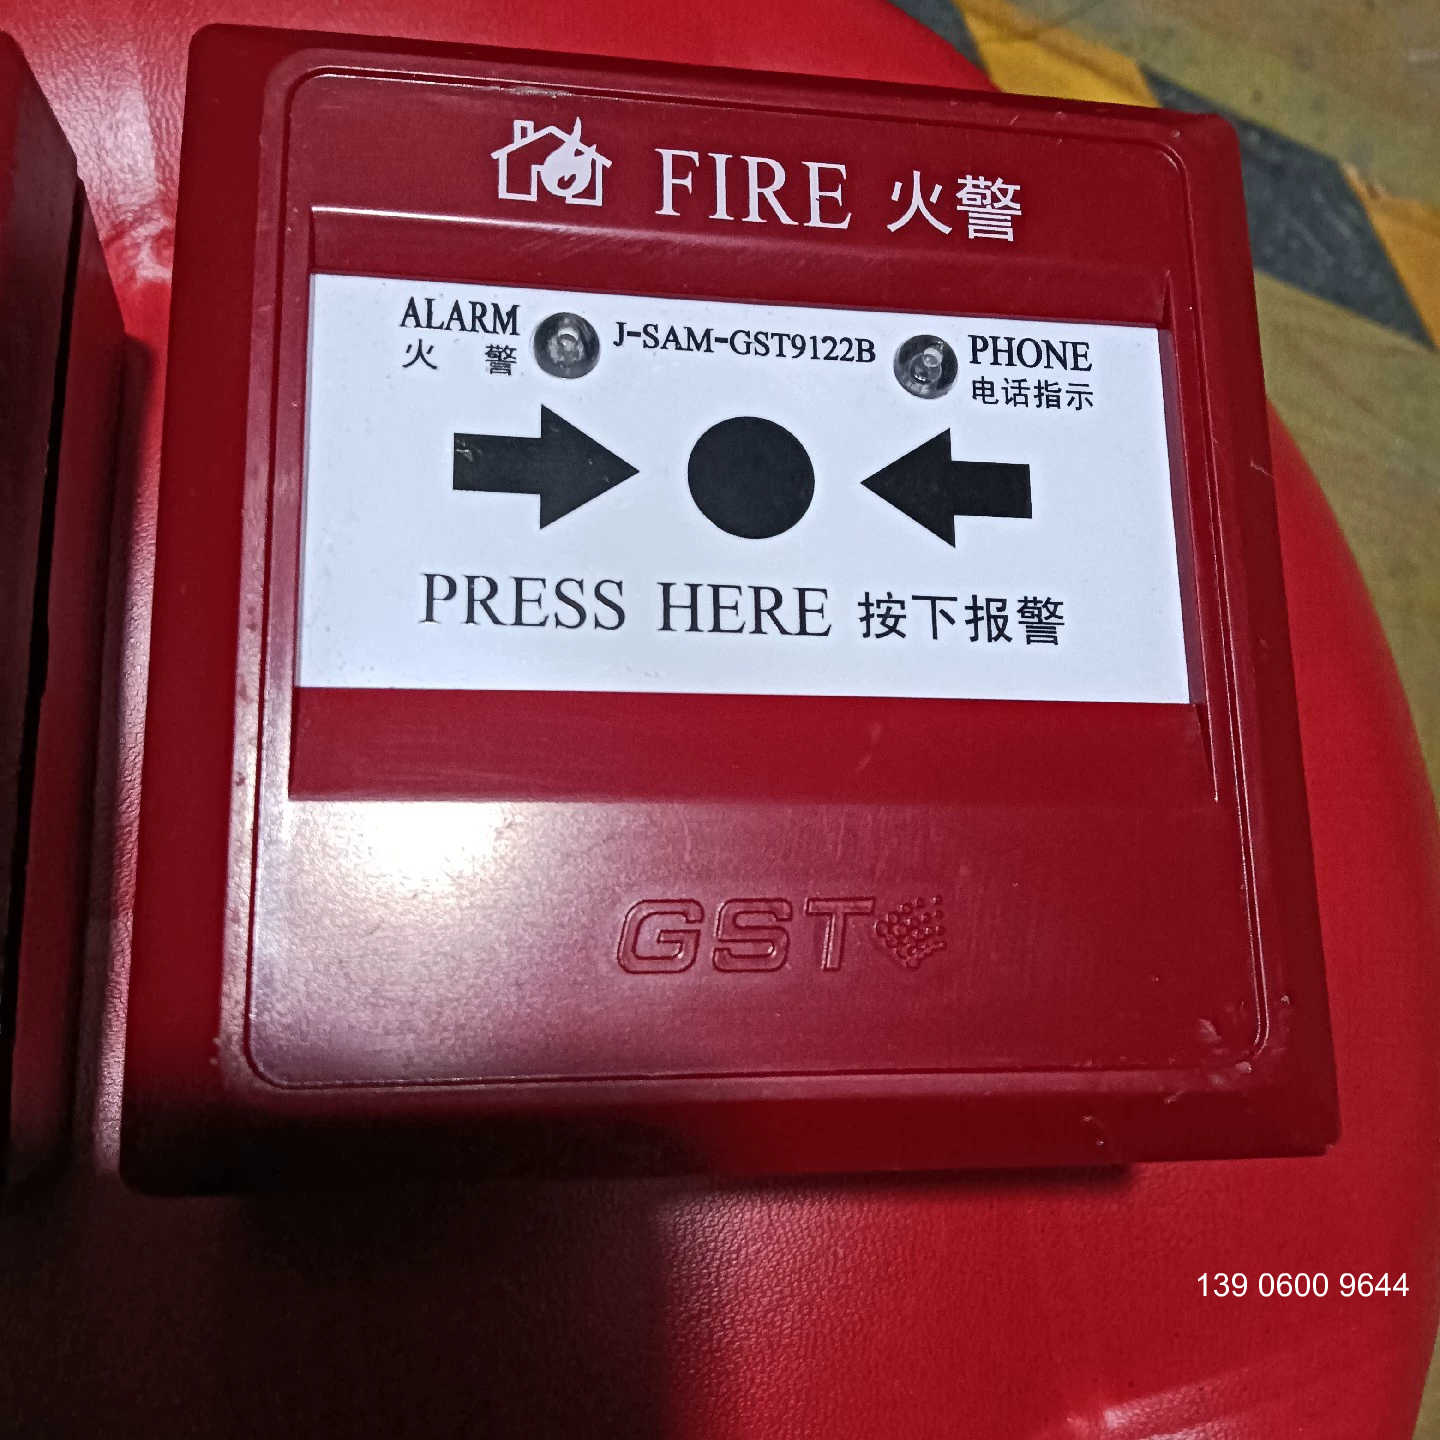 FIRE 火警
ALARM J-SAM-GST9122B PHONE
火 警 电话指示
PRESS HERE 按下报警
GST
139 0600 9644